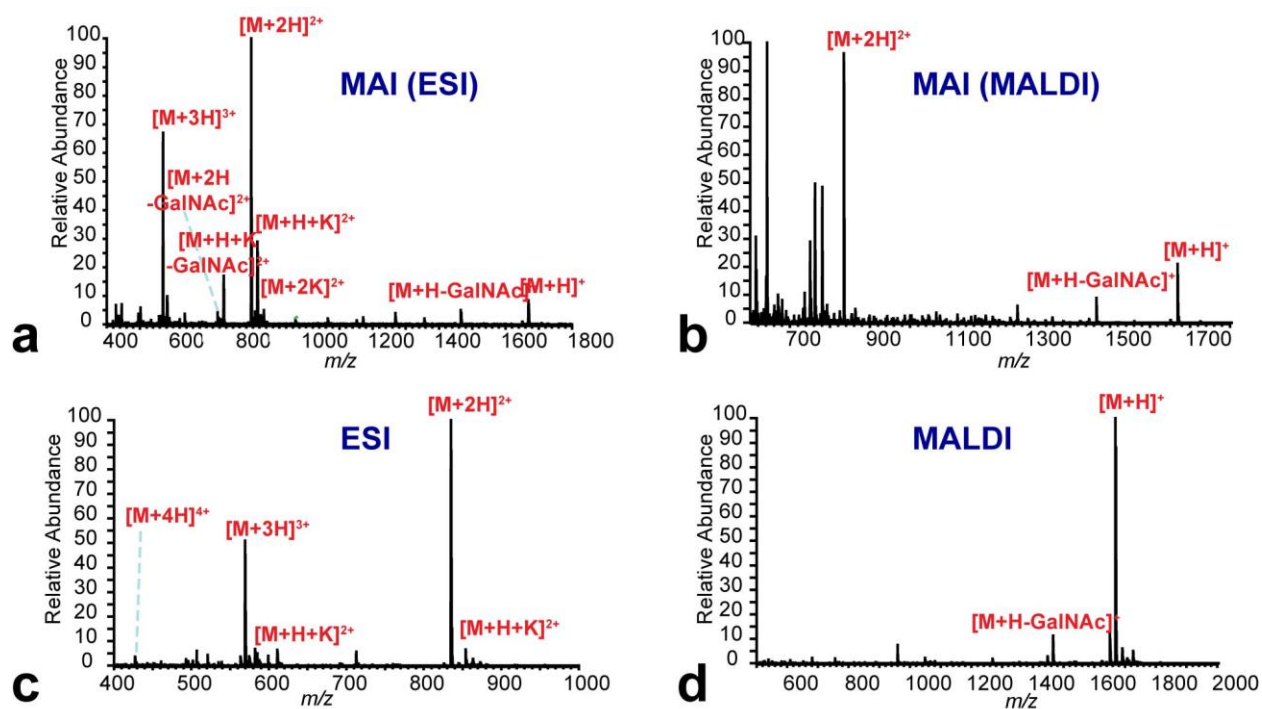 MAI (ESI)
[M+2H]²⁺
[M+3H]³⁺
[M+2H
-GalNAc]²⁺
[M+H+K]²⁺
[M+H+K
-GalNAc]²⁺
[M+2K]²⁺
[M+H-GalNAc]⁺
[M+H]⁺
Relative Abundance
100
90
80
70
60
50
40
30
20
10
0
400 600 800 1000 1200 1400 1600 1800
m/z
a
MAI (MALDI)
[M+2H]²⁺
[M+H-GalNAc]⁺
[M+H]⁺
Relative Abundance
100
90
80
70
60
50
40
30
20
10
0
700 900 1100 1300 1500 1700
m/z
b
ESI
[M+2H]²⁺
[M+4H]⁴⁺
[M+3H]³⁺
[M+H+K]²⁺
[M+H+K]²⁺
Relative Abundance
100
90
80
70
60
50
40
30
20
10
0
400 500 600 700 800 900 1000
m/z
c
MALDI
[M+H]⁺
[M+H-GalNAc]⁺
Relative Abundance
100
90
80
70
60
50
40
30
20
10
0
600 800 1000 1200 1400 1600 1800 2000
m/z
d